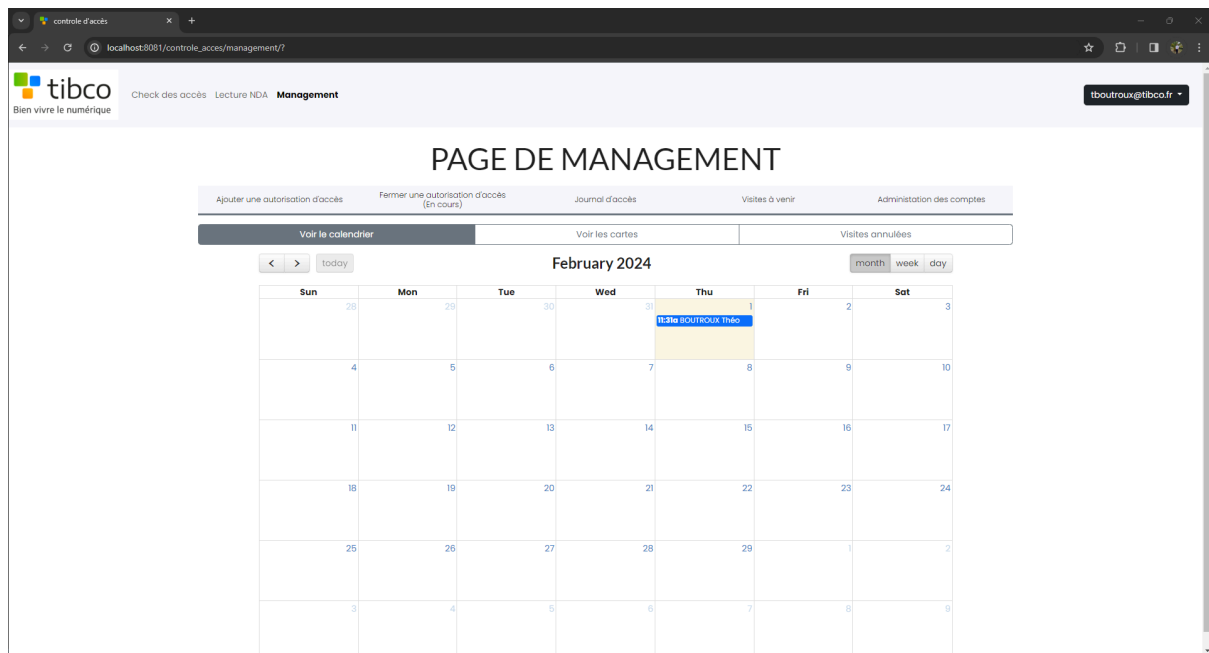 controle d'accès
localhost:8081/controle_acces/management/?
tibco
Bien vivre le numérique
Check des accès Lecture NDA Management
tboutroux@tibco.fr
PAGE DE MANAGEMENT
Ajouter une autorisation d'accès
Fermer une autorisation d'accès
(En cours)
Journal d'accès
Visites à venir
Administation des comptes
Voir le calendrier
Voir les cartes
Visites annulées
today
February 2024
month week day
Sun Mon Tue Wed Thu Fri Sat
28 29 30 31 1 2 3
11:31a BOUTROUX Théo
4 5 6 7 8 9 10
11 12 13 14 15 16 17
18 19 20 21 22 23 24
25 26 27 28 29 1 2
3 4 5 6 7 8 9